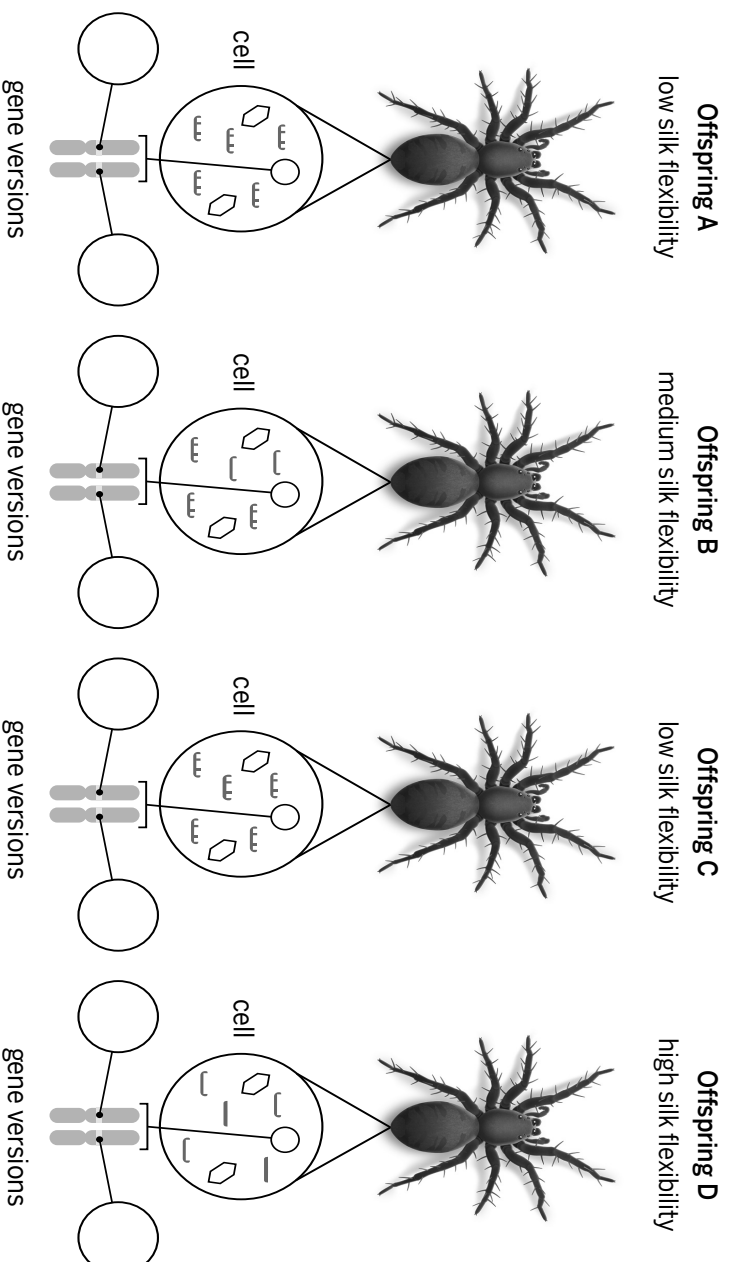 Offspring A
low silk flexibility
cell
gene versions
Offspring B
medium silk flexibility
cell
gene versions
Offspring C
low silk flexibility
cell
gene versions
Offspring D
high silk flexibility
cell
gene versions